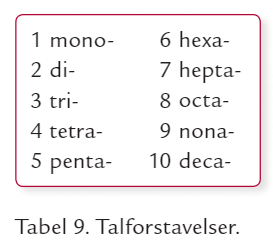 1 mono- 6 hexa-
2 di- 7 hepta-
3 tri- 8 octa-
4 tetra- 9 nona-
5 penta- 10 deca-
Tabel 9. Talforstavelser.